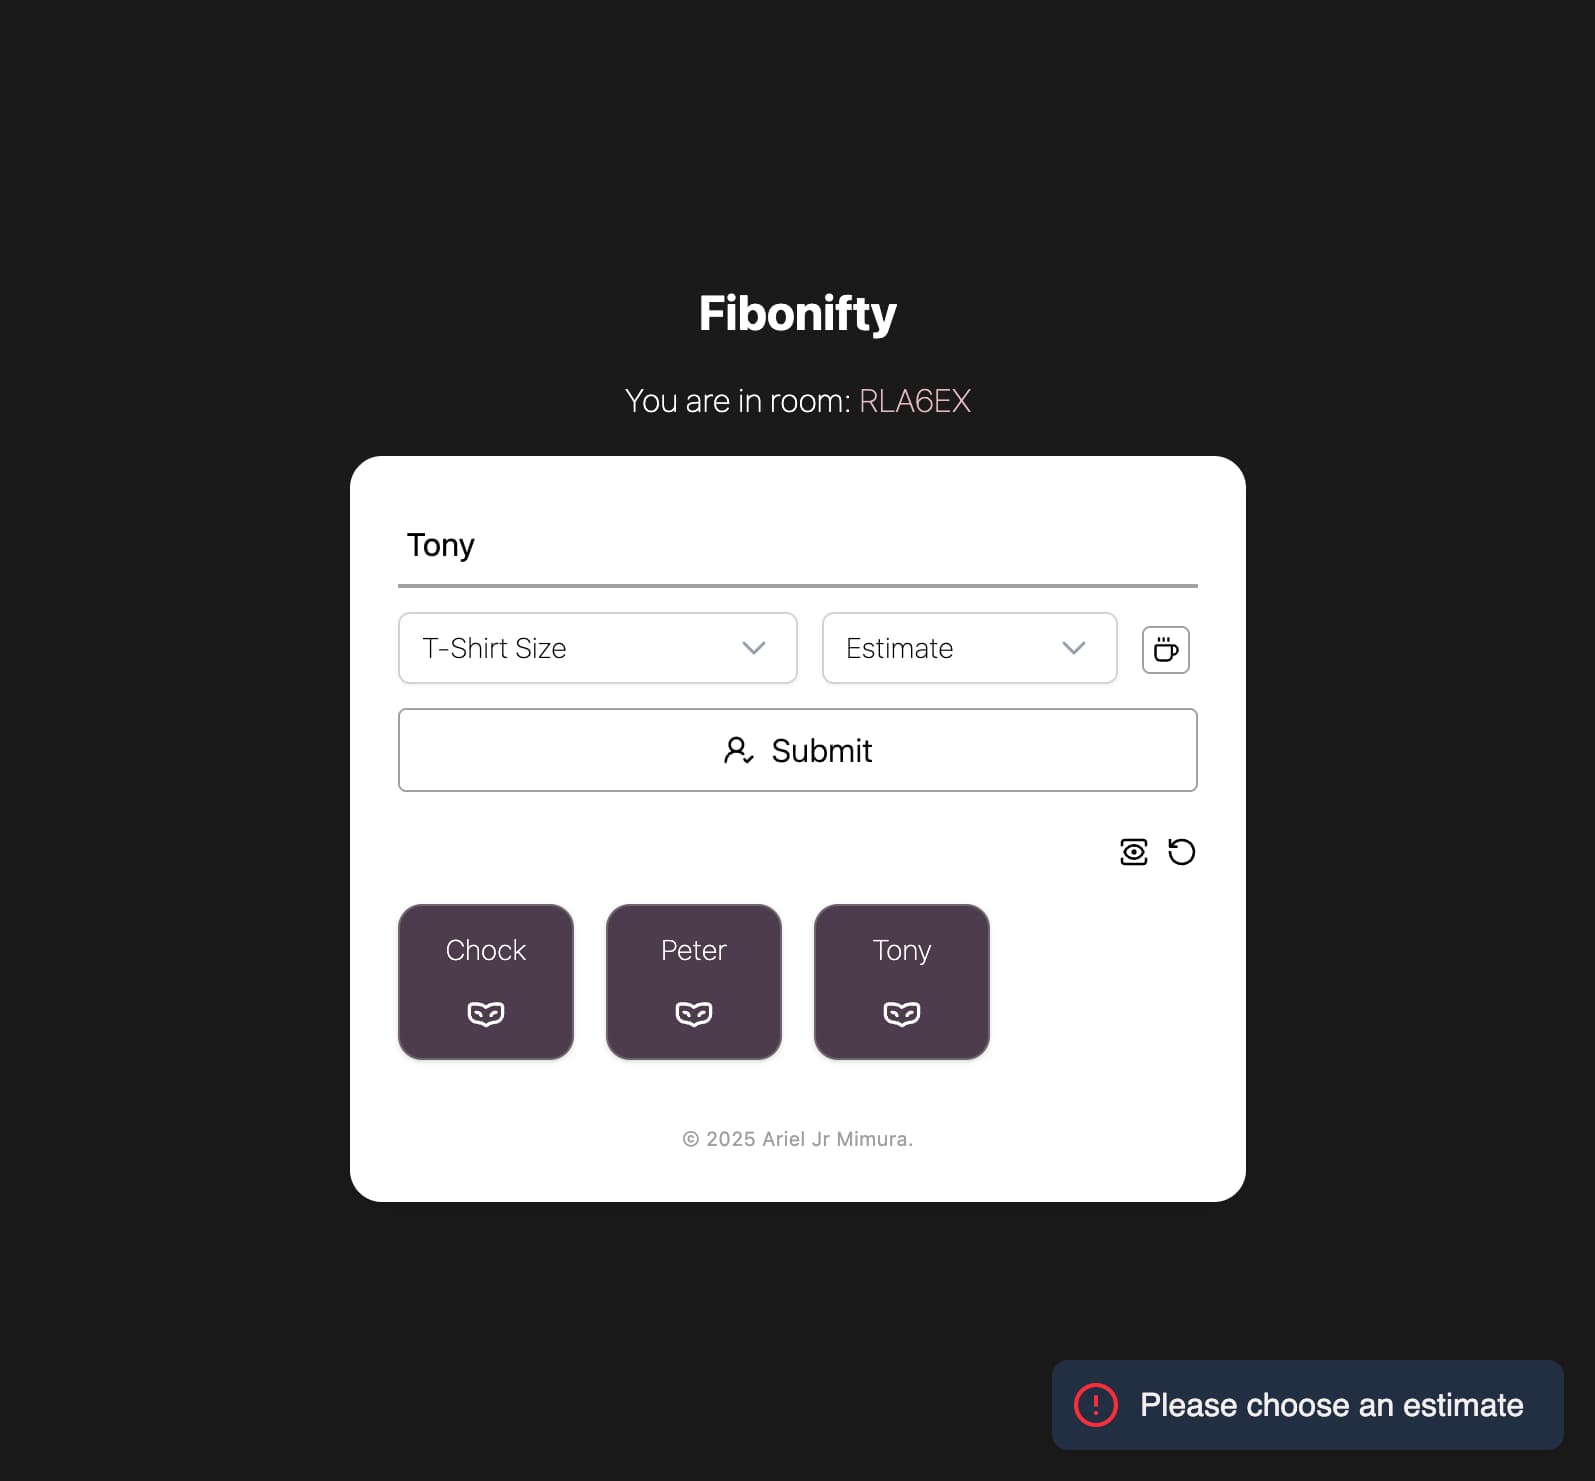 Fibonifty
You are in room: RLA6EX
Tony
T-Shirt Size
Estimate
Submit
Chock
Peter
Tony
© 2025 Ariel Jr Mimura.
Please choose an estimate